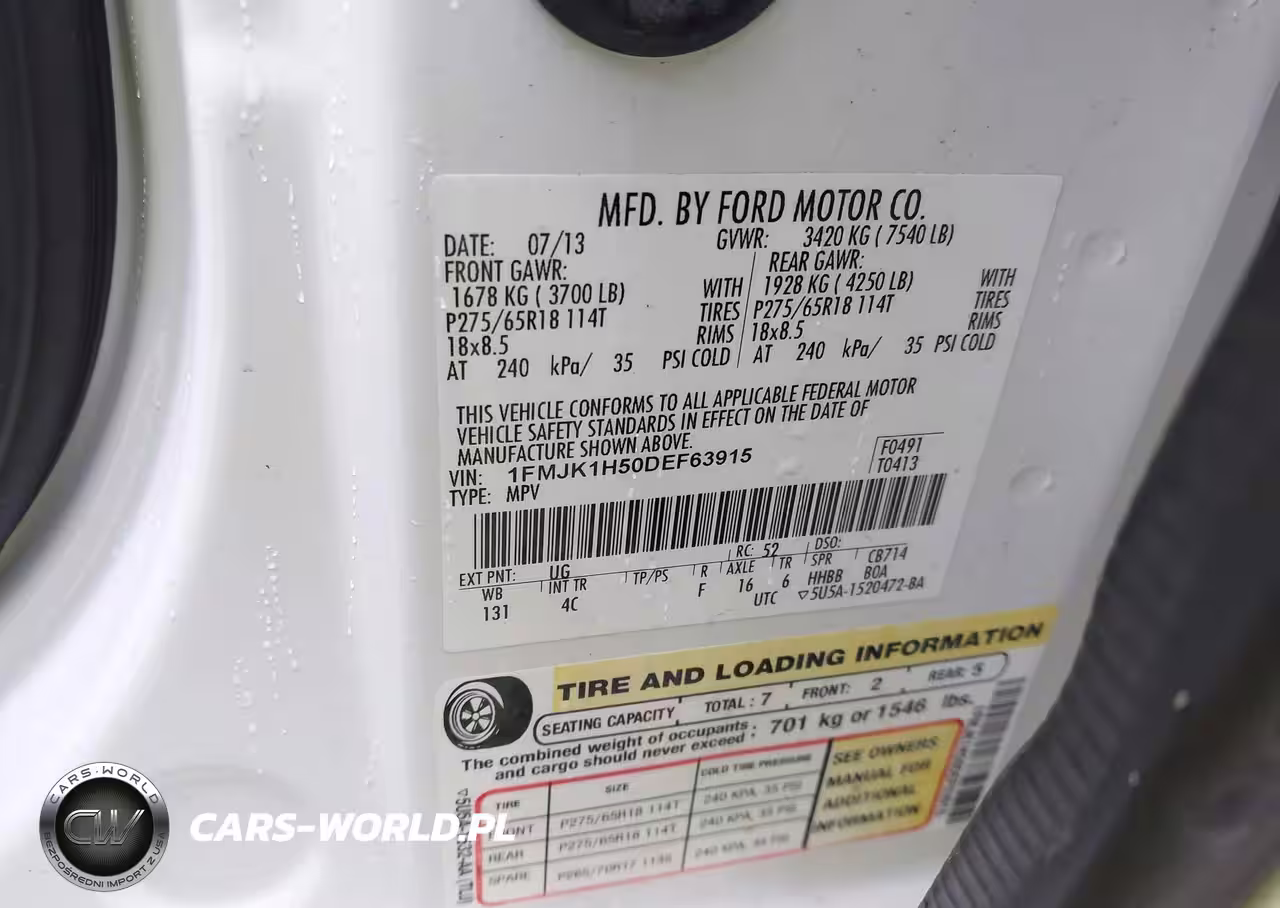 MFD. BY FORD MOTOR CO.
DATE: 07/13 GVWR: 3420 KG ( 7540 LB)
FRONT GAWR: REAR GAWR:
1678 KG ( 3700 LB) WITH 1928 KG ( 4250 LB) WITH
P275/65R18 114T TIRES P275/65R18 114T TIRES
18x8.5 RIMS 18x8.5 RIMS
AT 240 kPa/ 35 PSI COLD AT 240 kPa/ 35 PSI COLD
THIS VEHICLE CONFORMS TO ALL APPLICABLE FEDERAL MOTOR
VEHICLE SAFETY STANDARDS IN EFFECT ON THE DATE OF
MANUFACTURE SHOWN ABOVE.
VIN: 1FMJK1H50DEF63915
TYPE: MPV
F0491
T0413
EXT PNT: UG RC: 52 DSO:
WB INT TR TP/PS R AXLE TR SPR CB714
131 4C F 16 6 HHBB BOA
UTC ▽5U5A-1520472-BA
TIRE AND LOADING INFORMATION
SEATING CAPACITY TOTAL : 7 FRONT: 2 REAR: 5
The combined weight of occupants
and cargo should never exceed : 701 kg or 1546 lbs.
TIRE SIZE COLD TIRE PRESSURE
FRONT P275/65R18 114T 240 KPA, 35 PSI
REAR P275/65R18 114T 240 KPA, 35 PSI
SPARE
SEE OWNERS
MANUAL FOR
ADDITIONAL
INFORMATION
CARS-WORLD
CW
BEZPOŚREDNI IMPORT Z USA
CARS-WORLD.PL